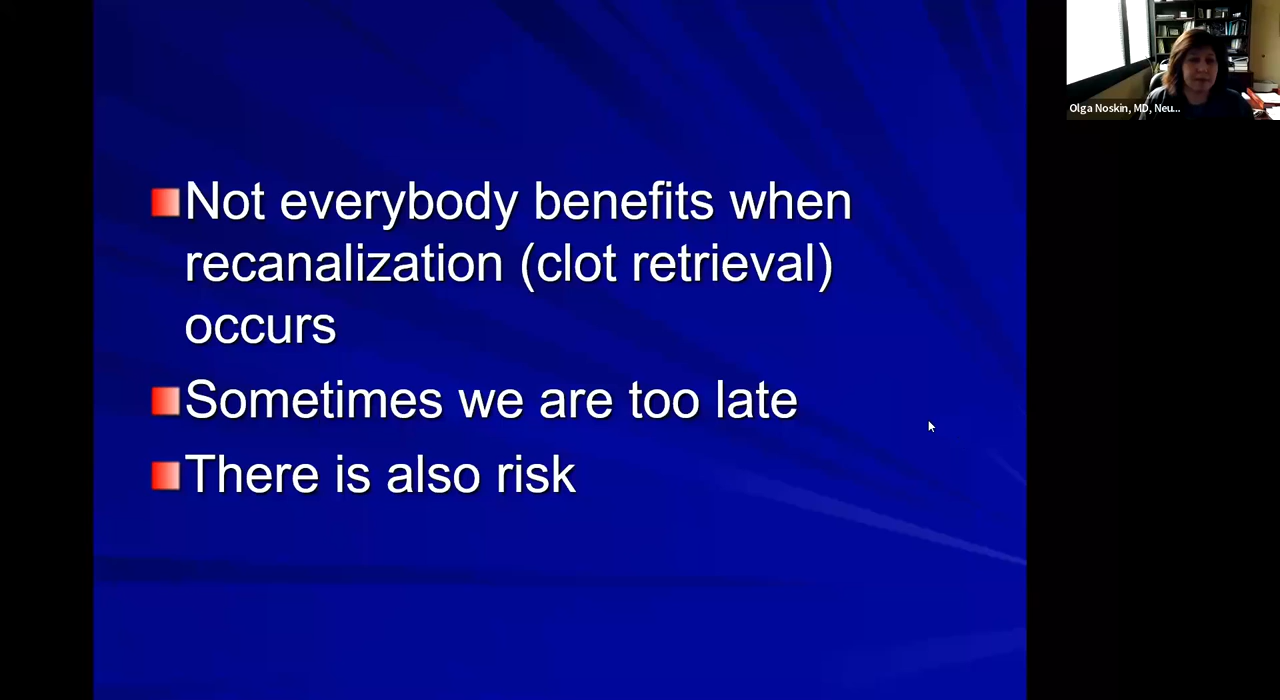 Not everybody benefits when
recanalization (clot retrieval)
occurs
Sometimes we are too late
There is also risk
Olga Noskin, MD, Neu...